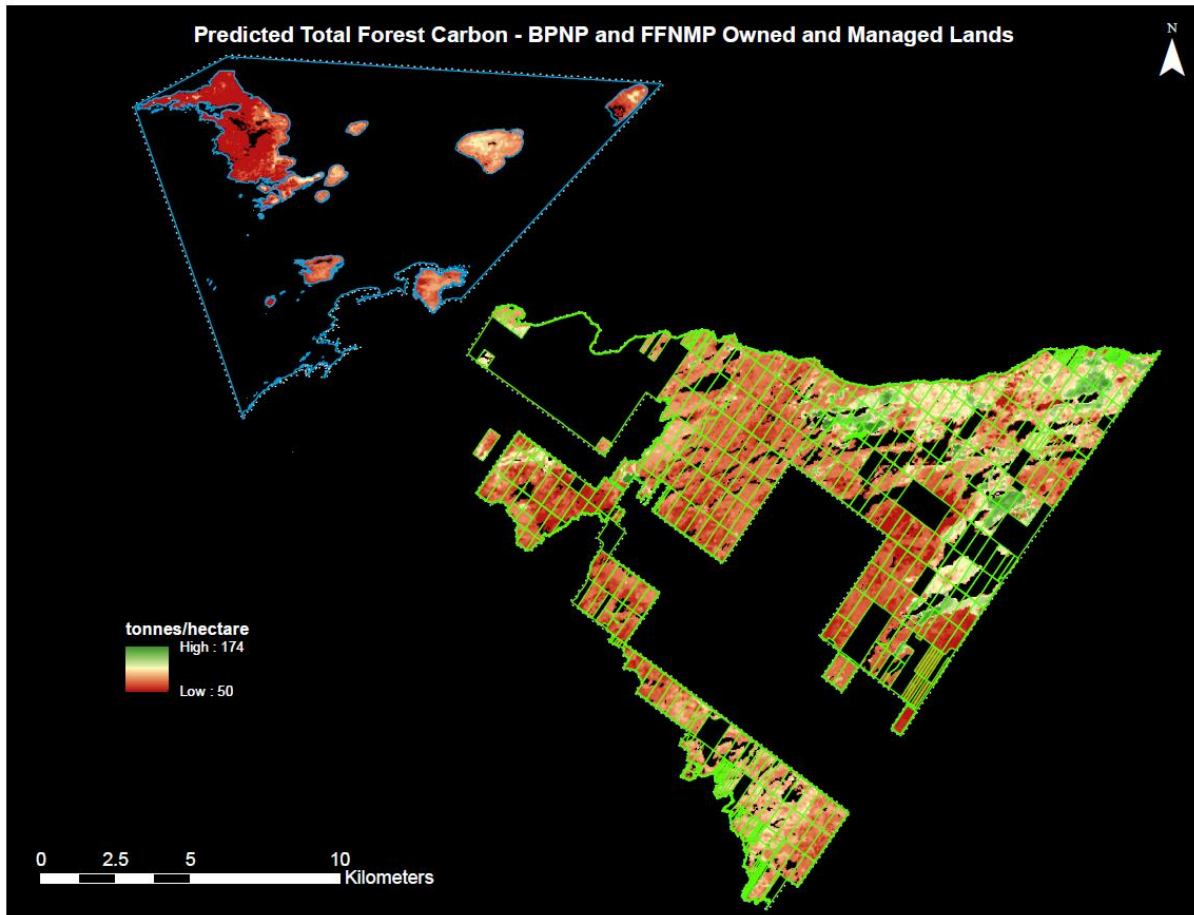 Predicted Total Forest Carbon - BPNP and FFNMP Owned and Managed Lands
N
tonnes/hectare
High : 174
Low : 50
0 2.5 5 10
Kilometers